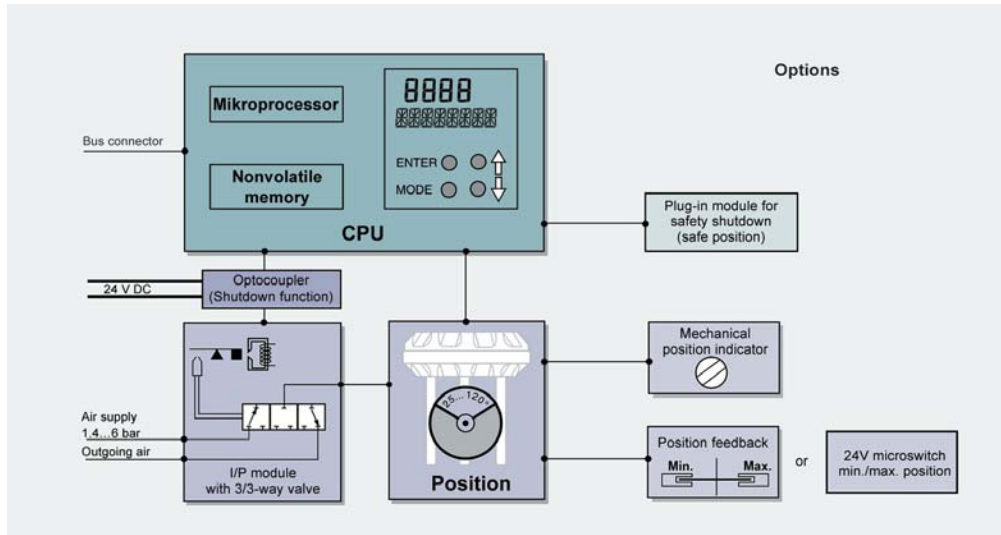 Options
8888
Mikroprocessor
Bus connector
ENTER
Nonvolatile
memory
MODE
CPU
Plug-in module for
safety shutdown
(safe position)
24 V DC
Optocoupler
(Shutdown function)
Mechanical
position indicator
25... 120°
Air supply
1.4...6 bar
Outgoing air
I/P module
with 3/3-way valve
Position
Position feedback
Min. Max.
or
24V microswitch
min./max. position